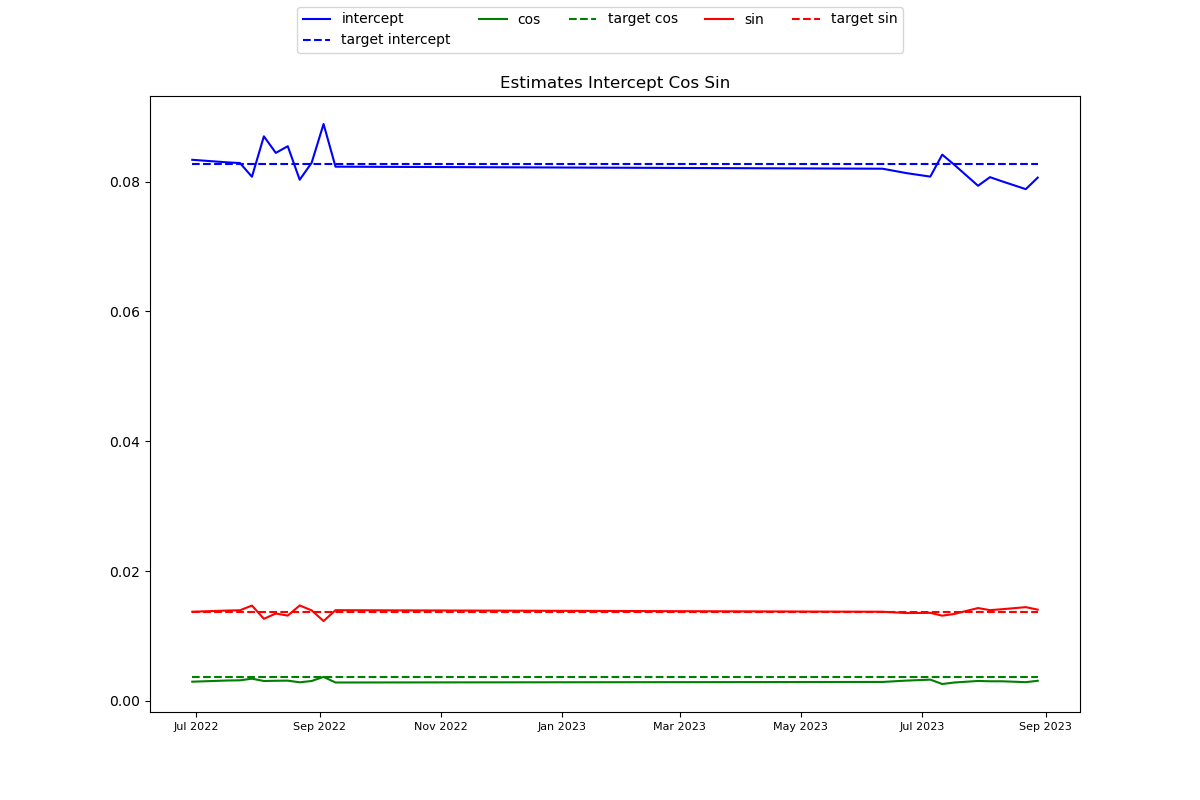 intercept cos target cos sin target sin
target intercept
Estimates Intercept Cos Sin
0.08
0.06
0.04
0.02
0.00
Jul 2022 Sep 2022 Nov 2022 Jan 2023 Mar 2023 May 2023 Jul 2023 Sep 2023